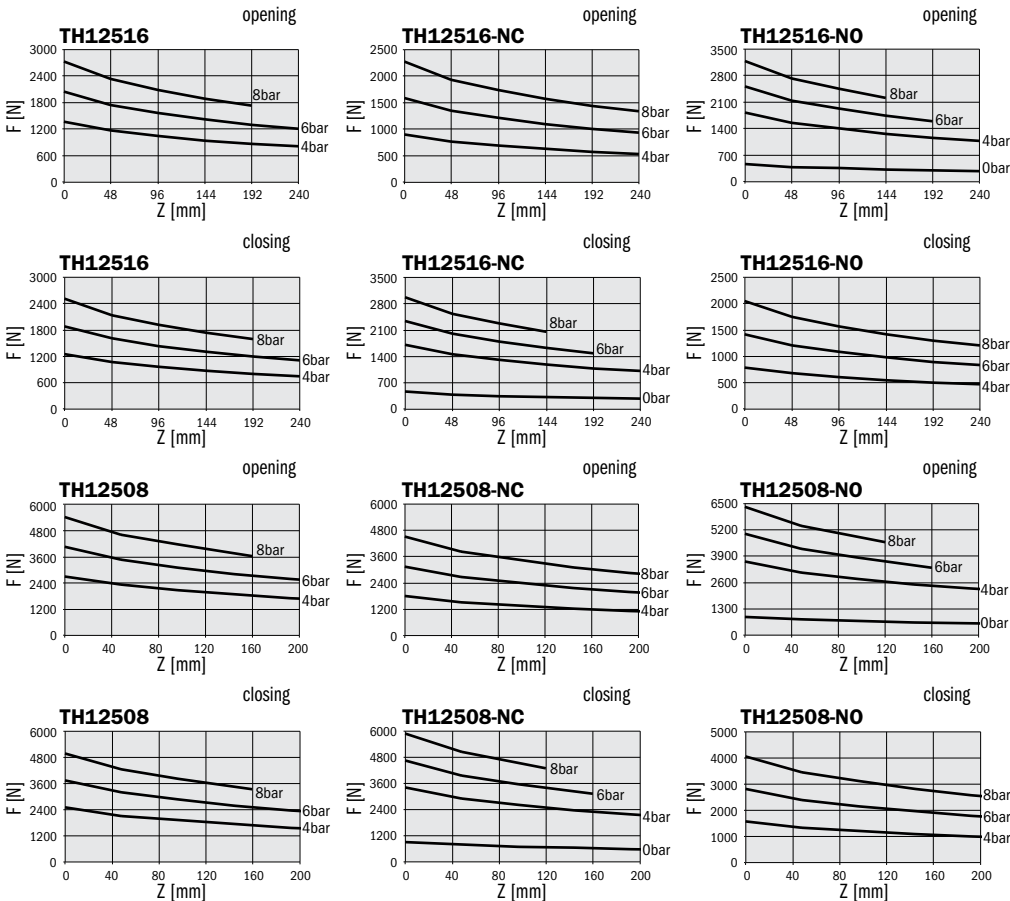 opening
TH12516
F [N]
3000
2400
1800
1200
600
0
8bar
6bar
4bar
0 48 96 144 192 240
Z [mm]
opening
TH12516-NC
F [N]
2500
2000
1500
1000
500
0
8bar
6bar
4bar
0 48 96 144 192 240
Z [mm]
opening
TH12516-NO
F [N]
3500
2800
2100
1400
700
0
8bar
6bar
4bar
0bar
0 48 96 144 192 240
Z [mm]
closing
TH12516
F [N]
3000
2400
1800
1200
600
0
8bar
6bar
4bar
0 48 96 144 192 240
Z [mm]
closing
TH12516-NC
F [N]
3500
2800
2100
1400
700
0
8bar
6bar
4bar
0bar
0 48 96 144 192 240
Z [mm]
closing
TH12516-NO
F [N]
2500
2000
1500
1000
500
0
8bar
6bar
4bar
0 48 96 144 192 240
Z [mm]
opening
TH12508
F [N]
6000
4800
3600
2400
1200
0
8bar
6bar
4bar
0 40 80 120 160 200
Z [mm]
opening
TH12508-NC
F [N]
6000
4800
3600
2400
1200
0
8bar
6bar
4bar
0 40 80 120 160 200
Z [mm]
opening
TH12508-NO
F [N]
6500
5200
3900
2600
1300
0
8bar
6bar
4bar
0bar
0 40 80 120 160 200
Z [mm]
closing
TH12508
F [N]
6000
4800
3600
2400
1200
0
8bar
6bar
4bar
0 40 80 120 160 200
Z [mm]
closing
TH12508-NC
F [N]
6000
4800
3600
2400
1200
0
8bar
6bar
4bar
0bar
0 40 80 120 160 200
Z [mm]
closing
TH12508-NO
F [N]
5000
4000
3000
2000
1000
0
8bar
6bar
4bar
0 40 80 120 160 200
Z [mm]